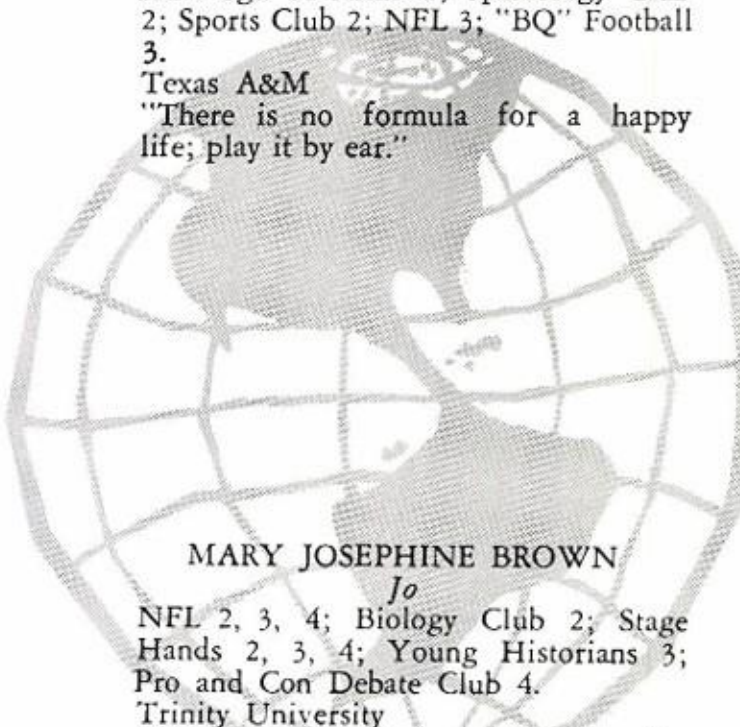 2; Sports Club 2; NFL 3; "BQ" Football
3.
Texas A&M
"There is no formula for a happy
life; play it by ear."
MARY JOSEPHINE BROWN
Jo
NFL 2, 3, 4; Biology Club 2; Stage
Hands 2, 3, 4; Young Historians 3;
Pro and Con Debate Club 4.
Trinity University